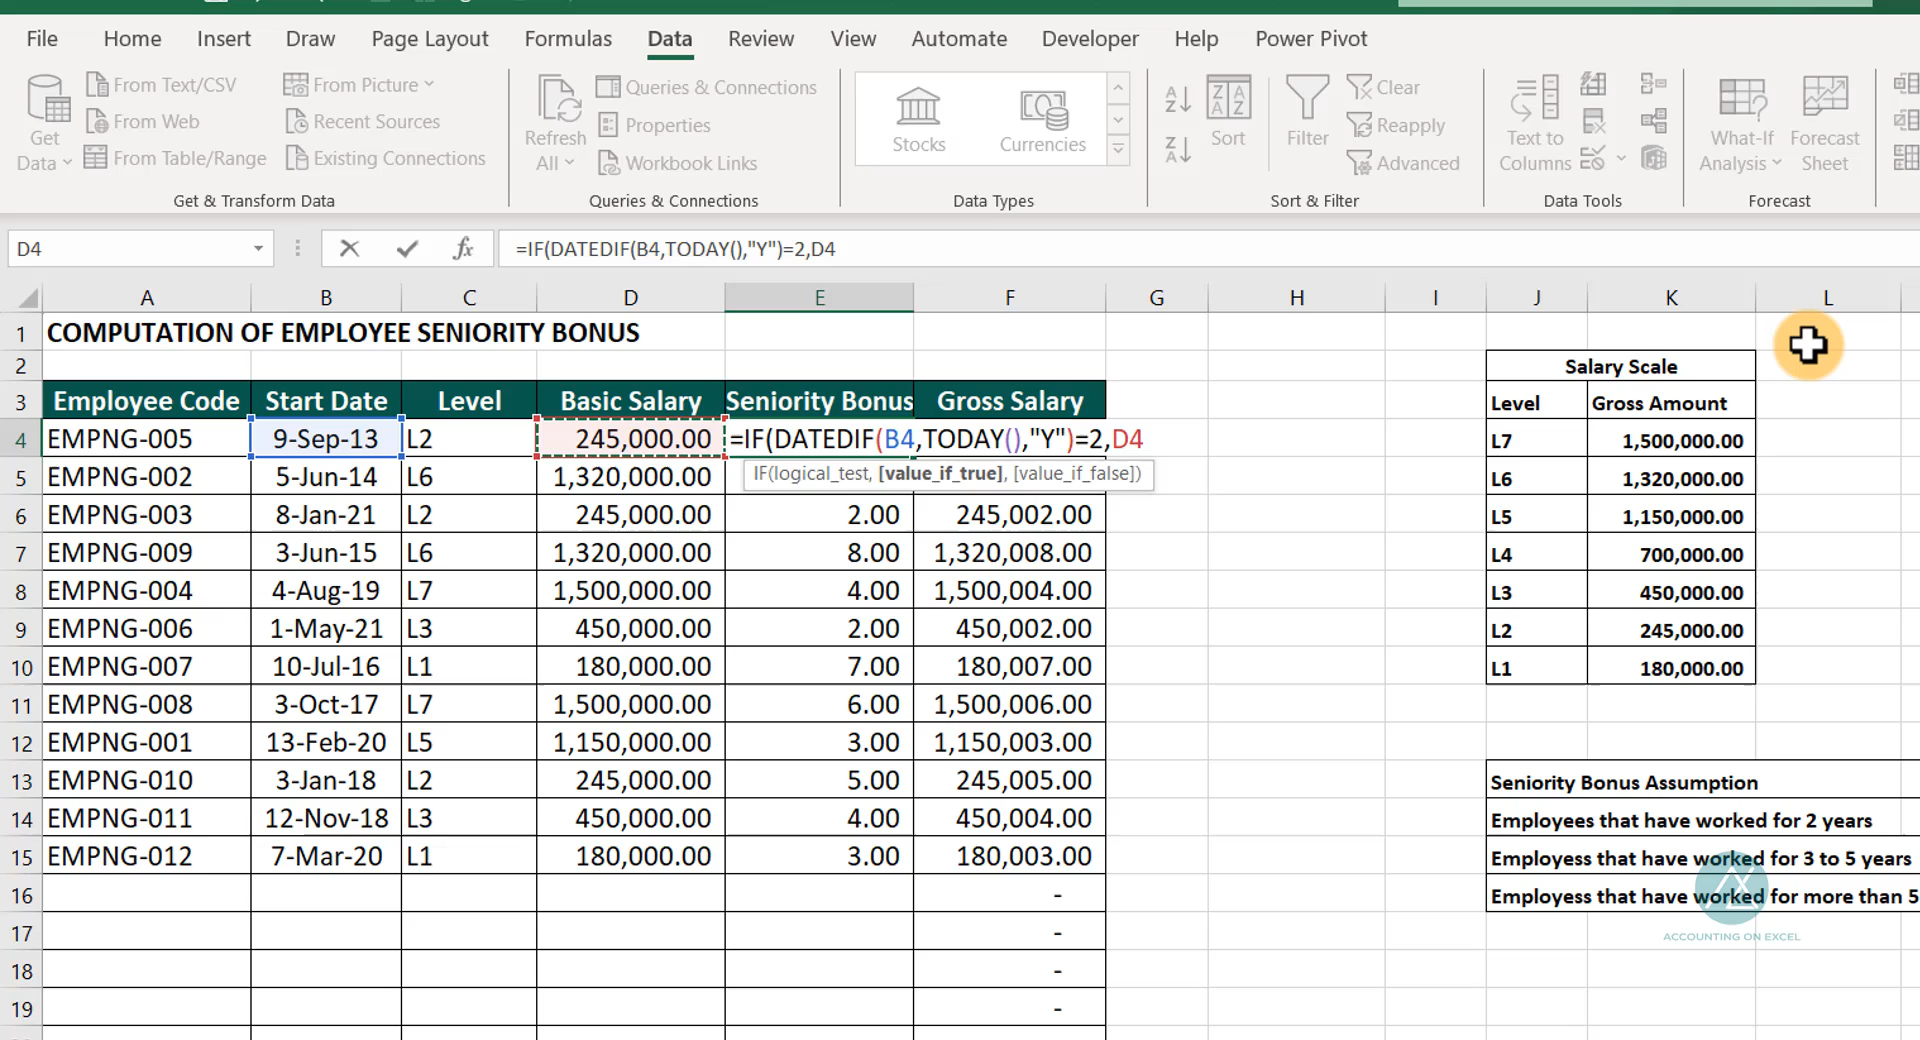 File Home Insert Draw Page Layout Formulas Data Review View Automate Developer Help Power Pivot
Get Data
From Text/CSV
From Web
From Table/Range
From Picture
Recent Sources
Existing Connections
Get & Transform Data
Refresh All
Queries & Connections
Properties
Workbook Links
Queries & Connections
Stocks
Currencies
Data Types
Sort
Filter
Clear
Reapply
Advanced
Sort & Filter
Text to Columns
Data Tools
What-If Analysis
Forecast Sheet
Forecast
D4 fx =IF(DATEDIF(B4,TODAY(),"Y")=2,D4
A B C D E F G H I J K L
1 COMPUTATION OF EMPLOYEE SENIORITY BONUS
2 Salary Scale
3 Employee Code Start Date Level Basic Salary Seniority Bonus Gross Salary Level Gross Amount
4 EMPNG-005 9-Sep-13 L2 245,000.00 =IF(DATEDIF(B4,TODAY(),"Y")=2,D4 L7 1,500,000.00
IF(logical_test, [value_if_true], [value_if_false])
5 EMPNG-002 5-Jun-14 L6 1,320,000.00 L6 1,320,000.00
6 EMPNG-003 8-Jan-21 L2 245,000.00 2.00 245,002.00 L5 1,150,000.00
7 EMPNG-009 3-Jun-15 L6 1,320,000.00 8.00 1,320,008.00 L4 700,000.00
8 EMPNG-004 4-Aug-19 L7 1,500,000.00 4.00 1,500,004.00 L3 450,000.00
9 EMPNG-006 1-May-21 L3 450,000.00 2.00 450,002.00 L2 245,000.00
10 EMPNG-007 10-Jul-16 L1 180,000.00 7.00 180,007.00 L1 180,000.00
11 EMPNG-008 3-Oct-17 L7 1,500,000.00 6.00 1,500,006.00
12 EMPNG-001 13-Feb-20 L5 1,150,000.00 3.00 1,150,003.00
13 EMPNG-010 3-Jan-18 L2 245,000.00 5.00 245,005.00 Seniority Bonus Assumption
14 EMPNG-011 12-Nov-18 L3 450,000.00 4.00 450,004.00 Employees that have worked for 2 years
15 EMPNG-012 7-Mar-20 L1 180,000.00 3.00 180,003.00 Employess that have worked for 3 to 5 years
16 - Employess that have worked for more than 5
17 - ACCOUNTING ON EXCEL
18 -
19 -